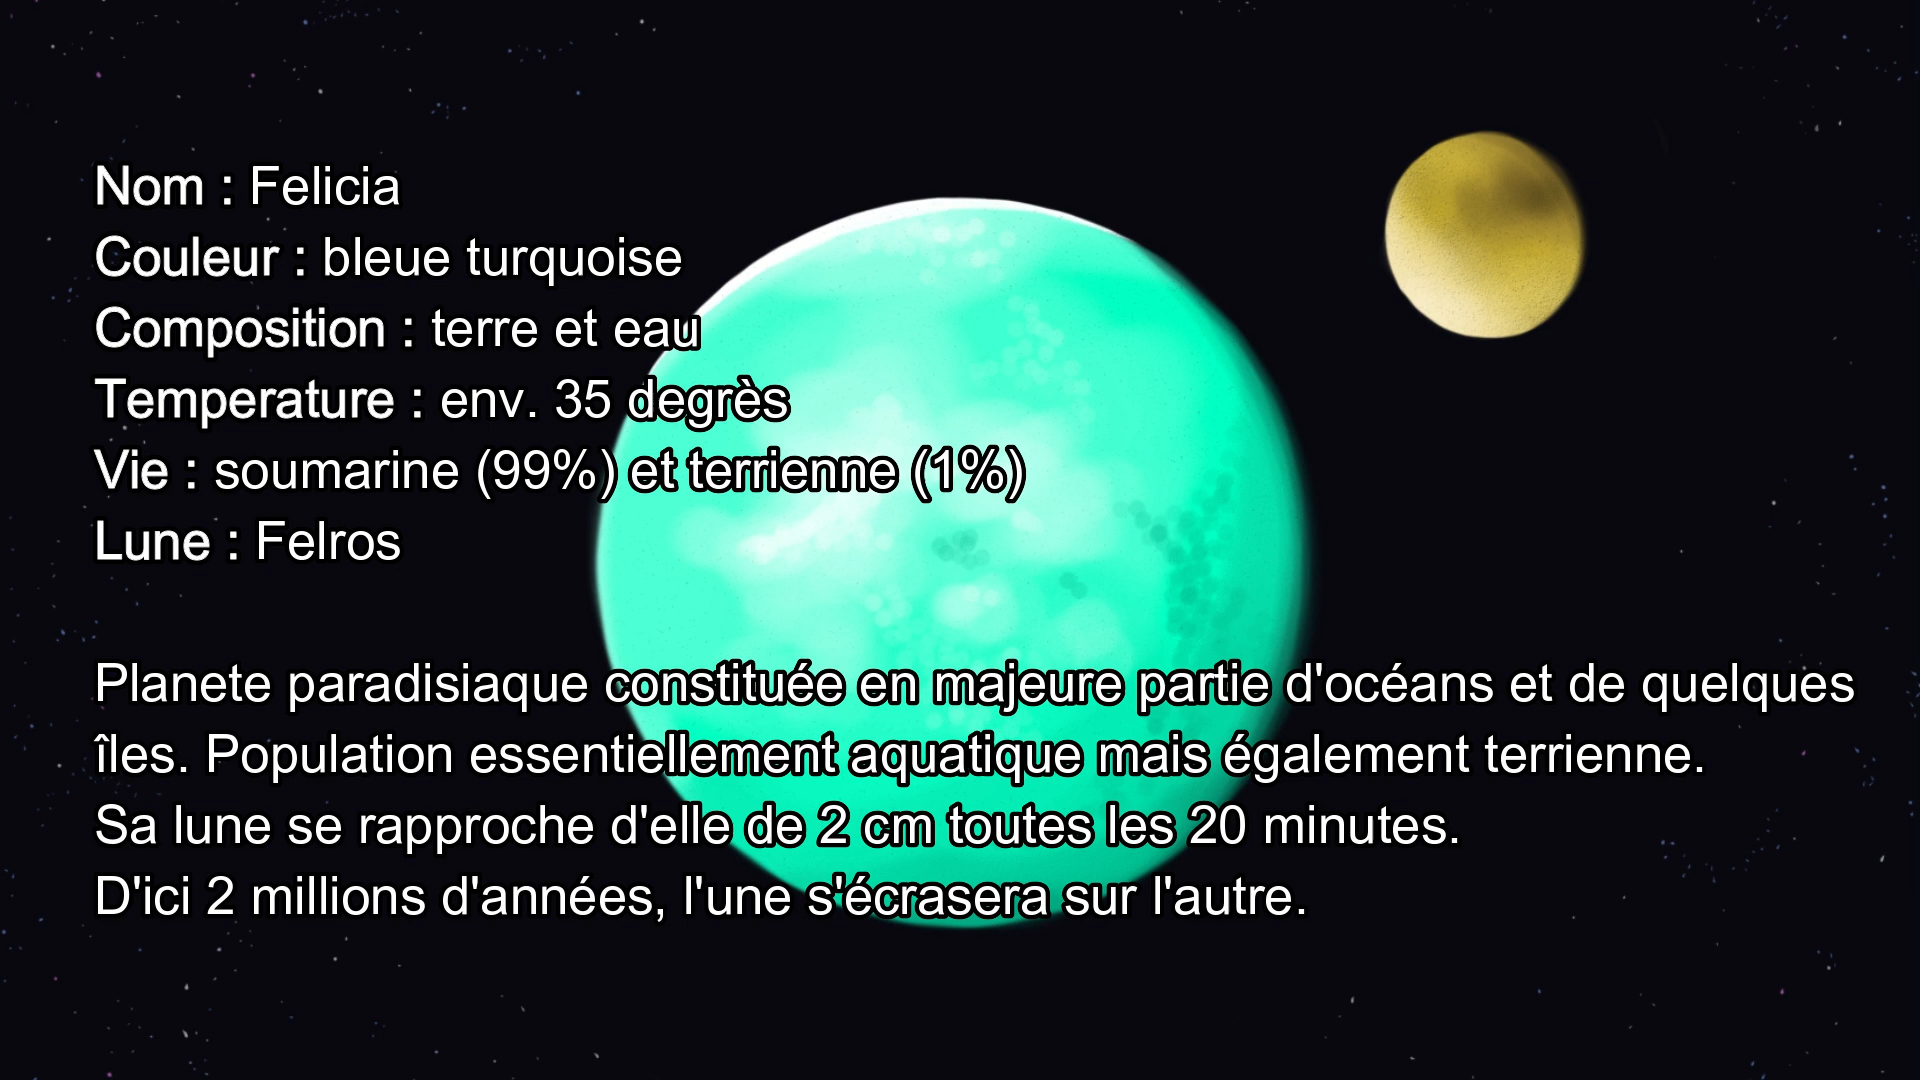 Nom : Felicia
Couleur : bleue turquoise
Composition : terre et eau
Temperature : env. 35 degrès
Vie : soumarine (99%) et terrienne (1%)
Lune : Felros
Planete paradisiaque constituée en majeure partie d'océans et de quelques
îles. Population essentiellement aquatique mais également terrienne.
Sa lune se rapproche d'elle de 2 cm toutes les 20 minutes.
D'ici 2 millions d'années, l'une s'écrasera sur l'autre.